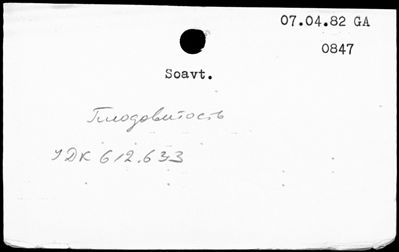 07.04.82 GA
0847
Soavt.
Плодовитость
УДК 612.633